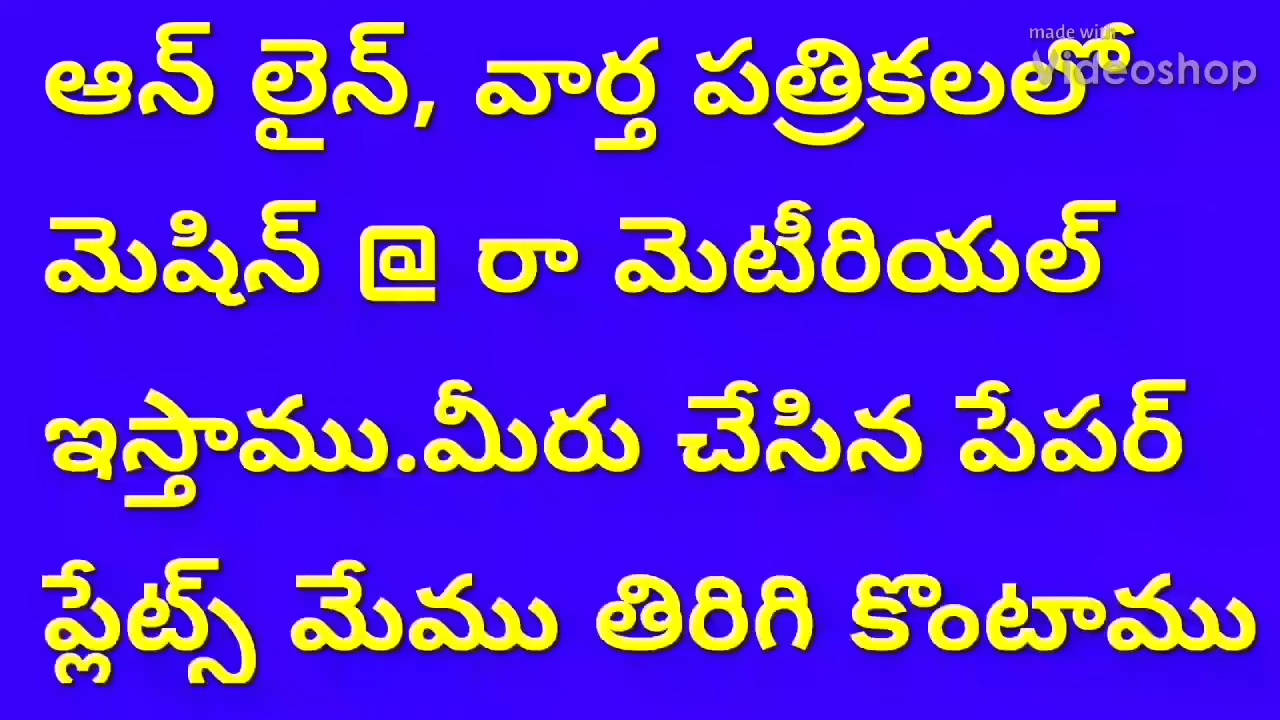 made with
Videoshop
ఆన్ లైన్, వార్త పత్రికలలో
మెషిన్ @ రా మెటీరియల్
ఇస్తాము.మీరు చేసిన పేపర్
ప్లేట్స్ మేము తిరిగి కొంటాము